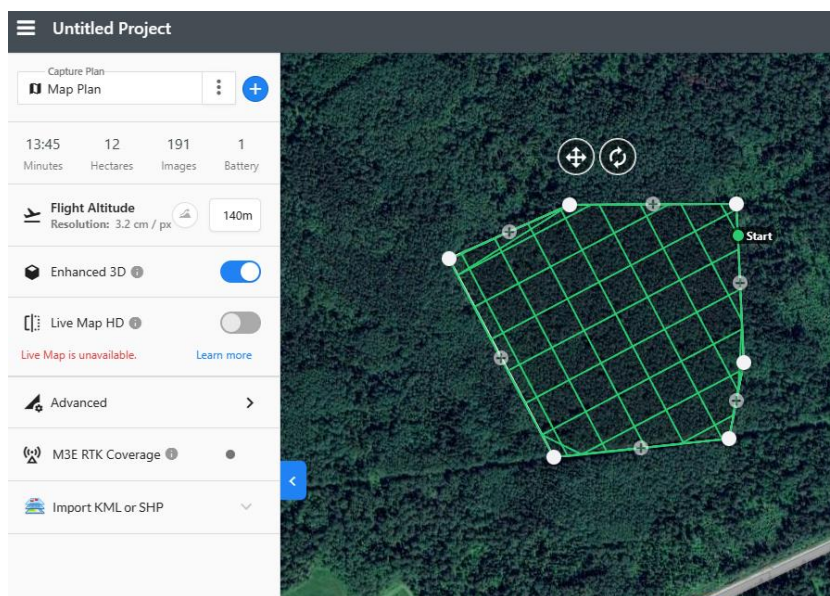 Untitled Project
Capture Plan
Map Plan
13:45 12 191 1
Minutes Hectares Images Battery
Flight Altitude
Resolution: 3.2 cm / px
140m
Enhanced 3D
Live Map HD
Live Map is unavailable. Learn more
Advanced
M3E RTK Coverage
Import KML or SHP
Start